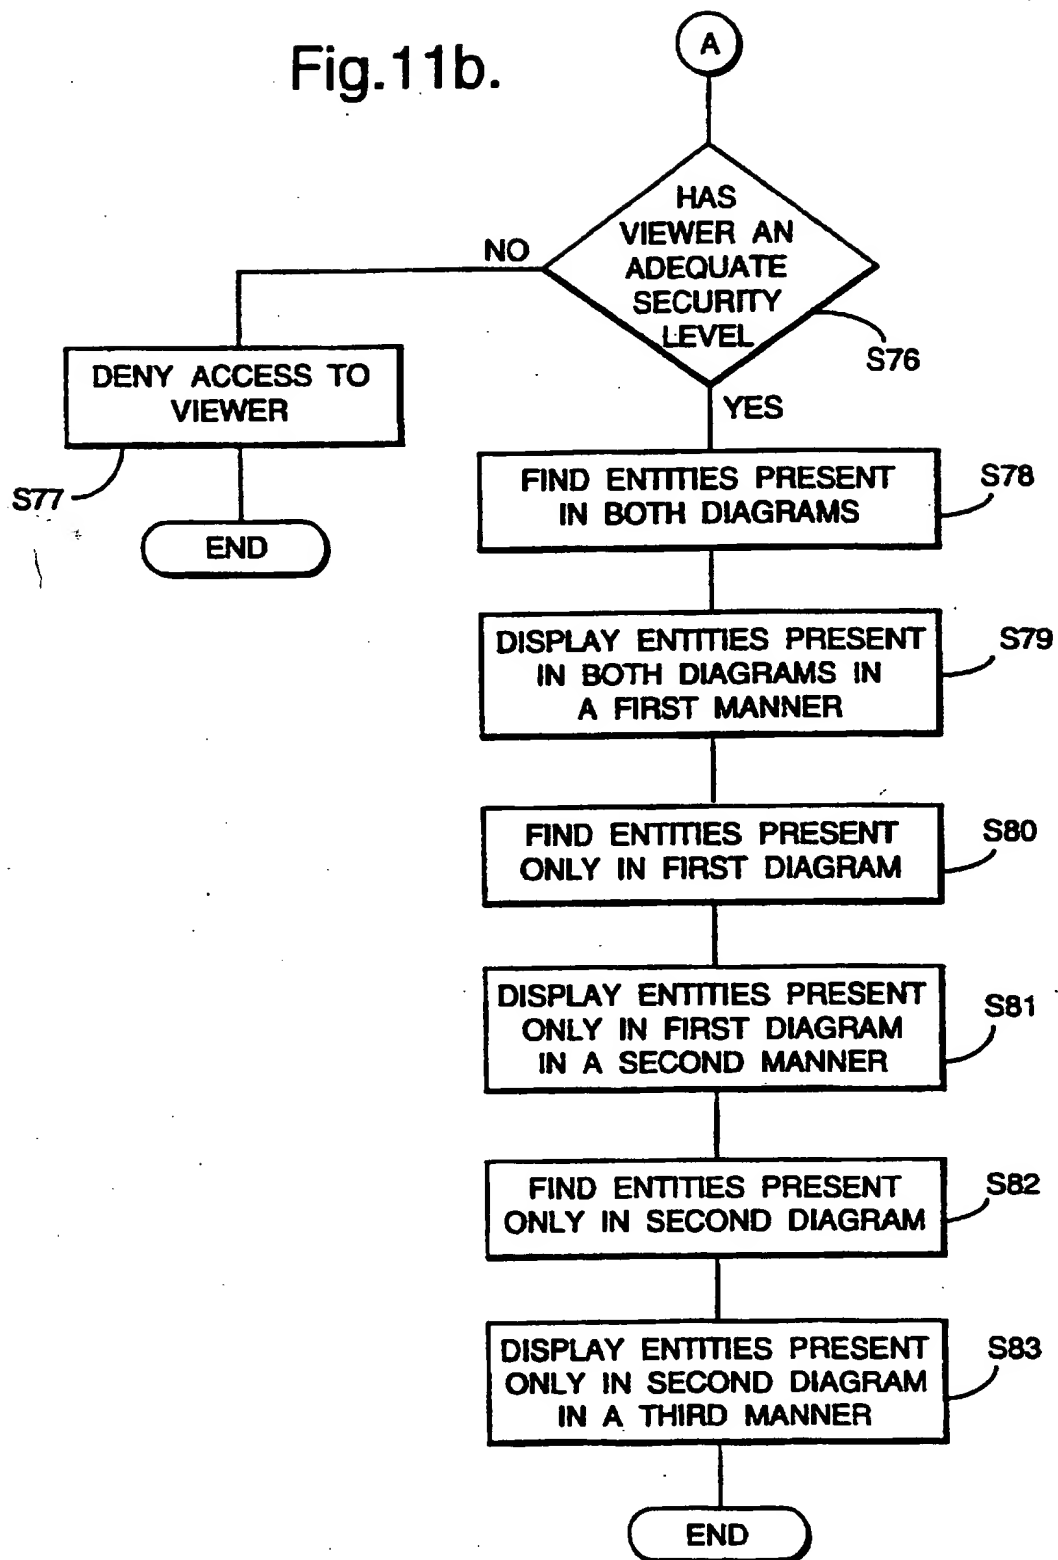 Fig.11b.
A
HAS
VIEWER AN
ADEQUATE
SECURITY
LEVEL
S76
NO
DENY ACCESS TO
VIEWER
S77
END
YES
FIND ENTITIES PRESENT
IN BOTH DIAGRAMS
S78
DISPLAY ENTITIES PRESENT
IN BOTH DIAGRAMS IN
A FIRST MANNER
S79
FIND ENTITIES PRESENT
ONLY IN FIRST DIAGRAM
S80
DISPLAY ENTITIES PRESENT
ONLY IN FIRST DIAGRAM
IN A SECOND MANNER
S81
FIND ENTITIES PRESENT
ONLY IN SECOND DIAGRAM
S82
DISPLAY ENTITIES PRESENT
ONLY IN SECOND DIAGRAM
IN A THIRD MANNER
S83
END